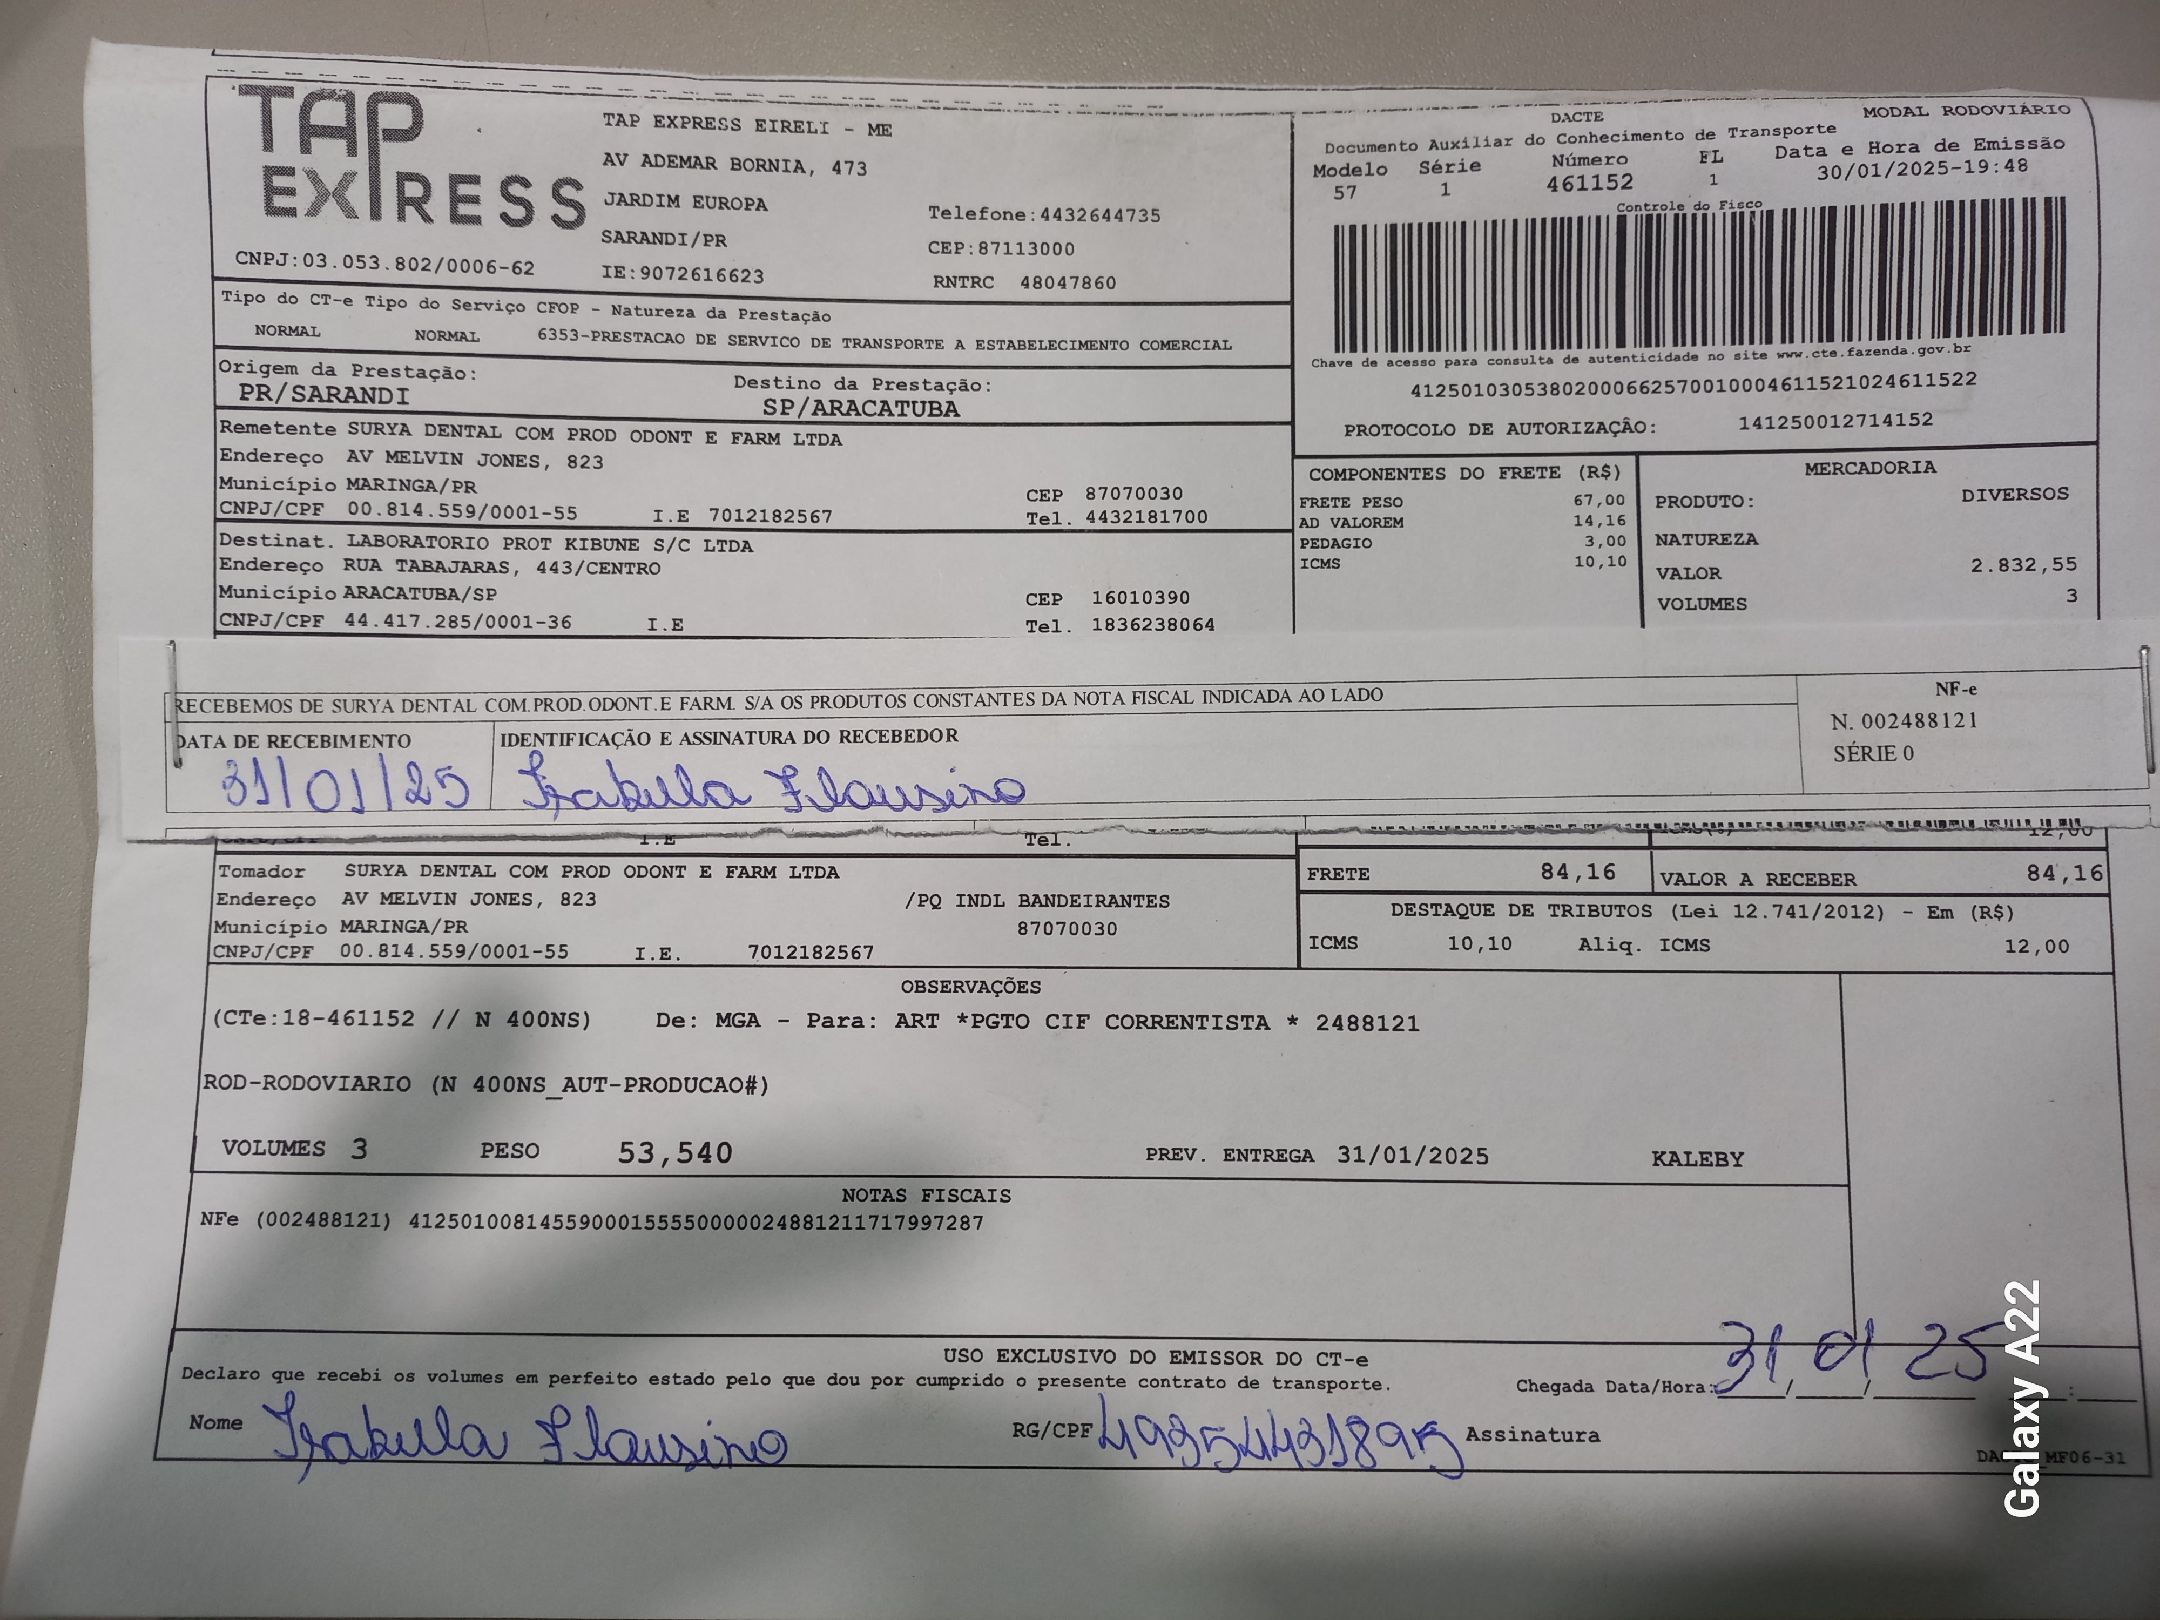 TAP
EXPRESS
CNPJ:03.053.802/0006-62
TAP EXPRESS EIRELI - ME
AV ADEMAR BORNIA, 473
JARDIM EUROPA
SARANDI/PR
IE:9072616623
Telefone:4432644735
CEP:87113000
RNTRC 48047860
DACTE
MODAL RODOVIÁRIO
Documento Auxiliar do Conhecimento de Transporte
Modelo Série Número FL Data e Hora de Emissão
57 1 461152 1 30/01/2025-19:48
Controle do Fisco
Chave de acesso para consulta de autenticidade no site www.cte.fazenda.gov.br
41250103053802000662570010004611521024611522
PROTOCOLO DE AUTORIZAÇÂO: 141250012714152
Tipo do CT-e Tipo do Serviço CFOP - Natureza da Prestação
NORMAL NORMAL 6353-PRESTACAO DE SERVICO DE TRANSPORTE A ESTABELECIMENTO COMERCIAL
Origem da Prestação: Destino da Prestação:
PR/SARANDI SP/ARACATUBA
Remetente SURYA DENTAL COM PROD ODONT E FARM LTDA
Endereço AV MELVIN JONES, 823
Município MARINGA/PR CEP 87070030
CNPJ/CPF 00.814.559/0001-55 I.E 7012182567 Tel. 4432181700
Destinat. LABORATORIO PROT KIBUNE S/C LTDA
Endereço RUA TABAJARAS, 443/CENTRO
Município ARACATUBA/SP CEP 16010390
CNPJ/CPF 44.417.285/0001-36 I.E Tel. 1836238064
COMPONENTES DO FRETE (R$)
FRETE PESO 67,00
AD VALOREM 14,16
PEDAGIO 3,00
ICMS 10,10
MERCADORIA
PRODUTO: DIVERSOS
NATUREZA
VALOR 2.832,55
VOLUMES 3
RECEBEMOS DE SURYA DENTAL COM.PROD.ODONT.E FARM. S/A OS PRODUTOS CONSTANTES DA NOTA FISCAL INDICADA AO LADO
DATA DE RECEBIMENTO IDENTIFICAÇÃO E ASSINATURA DO RECEBEDOR
31/01/25 Izabella Flausino
NF-e
N. 002488121
SÉRIE 0
I.E Tel. 12,00
Tomador SURYA DENTAL COM PROD ODONT E FARM LTDA
Endereço AV MELVIN JONES, 823 /PQ INDL BANDEIRANTES
Município MARINGA/PR 87070030
CNPJ/CPF 00.814.559/0001-55 I.E. 7012182567
FRETE 84,16 VALOR A RECEBER 84,16
DESTAQUE DE TRIBUTOS (Lei 12.741/2012) - Em (R$)
ICMS 10,10 Aliq. ICMS 12,00
OBSERVAÇÕES
(CTe:18-461152 // N 400NS) De: MGA - Para: ART *PGTO CIF CORRENTISTA * 2488121
ROD-RODOVIARIO (N 400NS_AUT-PRODUCAO#)
VOLUMES 3 PESO 53,540 PREV. ENTREGA 31/01/2025 KALEBY
NOTAS FISCAIS
NFe (002488121) 41250100814559000155550000024881211717997287
USO EXCLUSIVO DO EMISSOR DO CT-e
Declaro que recebi os volumes em perfeito estado pelo que dou por cumprido o presente contrato de transporte. Chegada Data/Hora: 31/01/25 :
Nome Izabella Flausino RG/CPF 49354431895 Assinatura
MF06-31
Galaxy A22